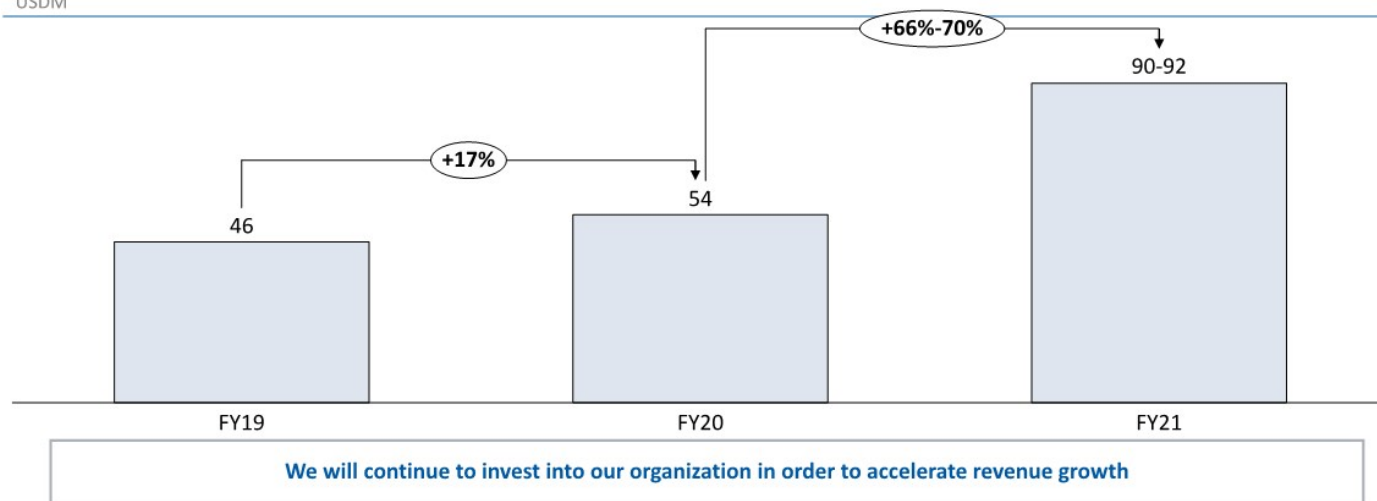 USDM
+66%-70%
90-92
+17%
54
46
FY19 FY20 FY21
We will continue to invest into our organization in order to accelerate revenue growth